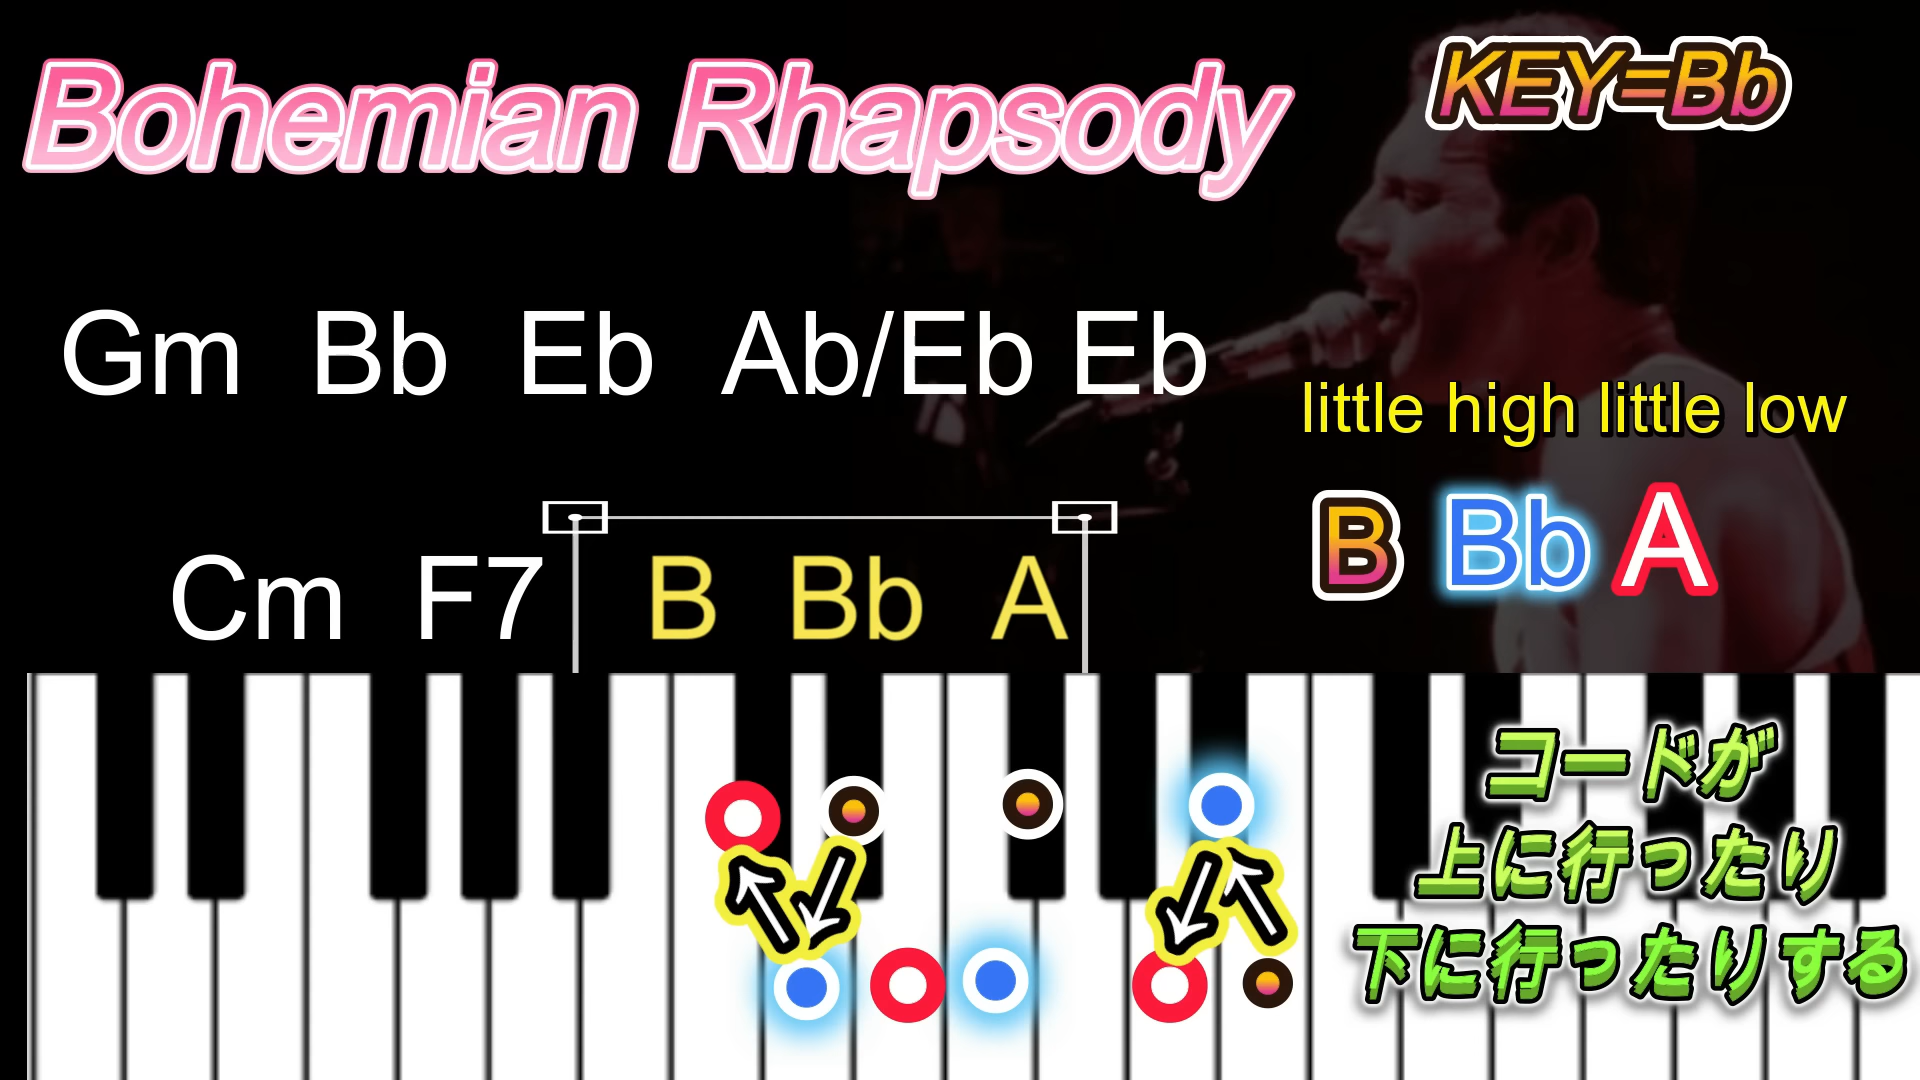 Bohemian Rhapsody
KEY=Bb
Gm Bb Eb Ab/Eb Eb
little high little low
B Bb A
Cm F7 B Bb A
コードが
上に行ったり
下に行ったりする